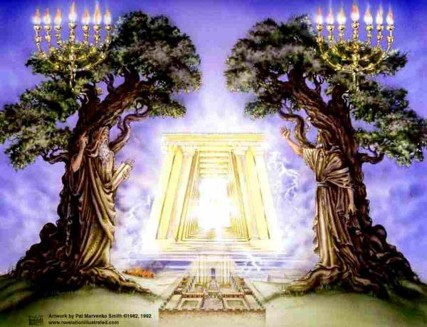 Artwork by Pat Marvenko Smith ©1982, 1992
www.revelationillustrated.com